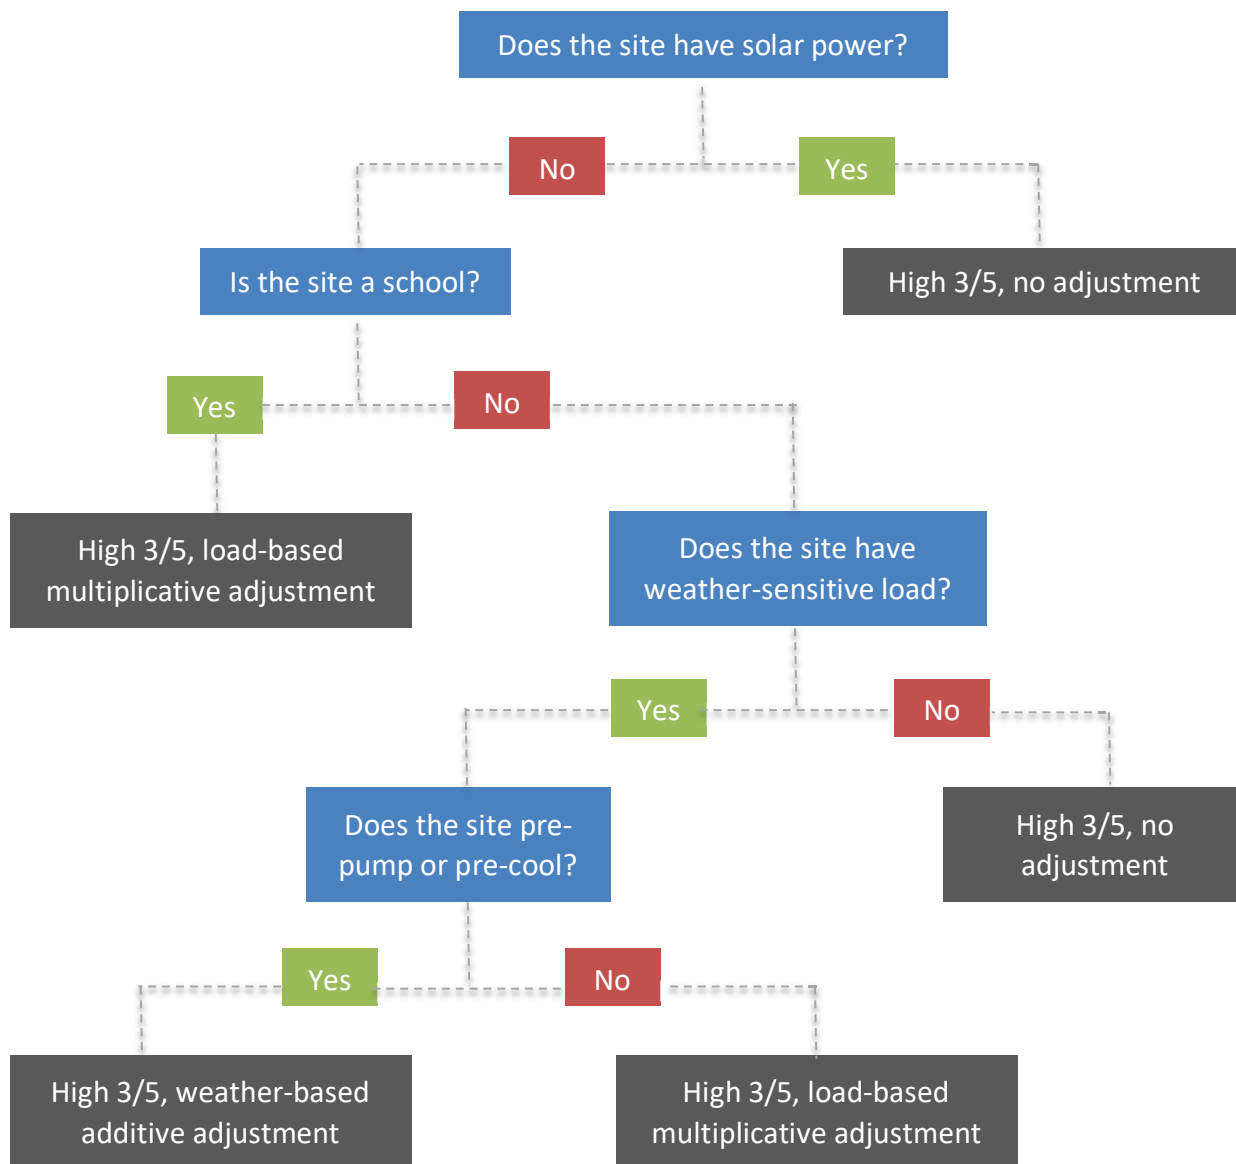 Does the site have solar power?
No
Yes
Is the site a school?
High 3/5, no adjustment
Yes
No
High 3/5, load-based
multiplicative adjustment
Does the site have
weather-sensitive load?
Yes
No
Does the site pre-
pump or pre-cool?
High 3/5, no
adjustment
Yes
No
High 3/5, weather-based
additive adjustment
High 3/5, load-based
multiplicative adjustment